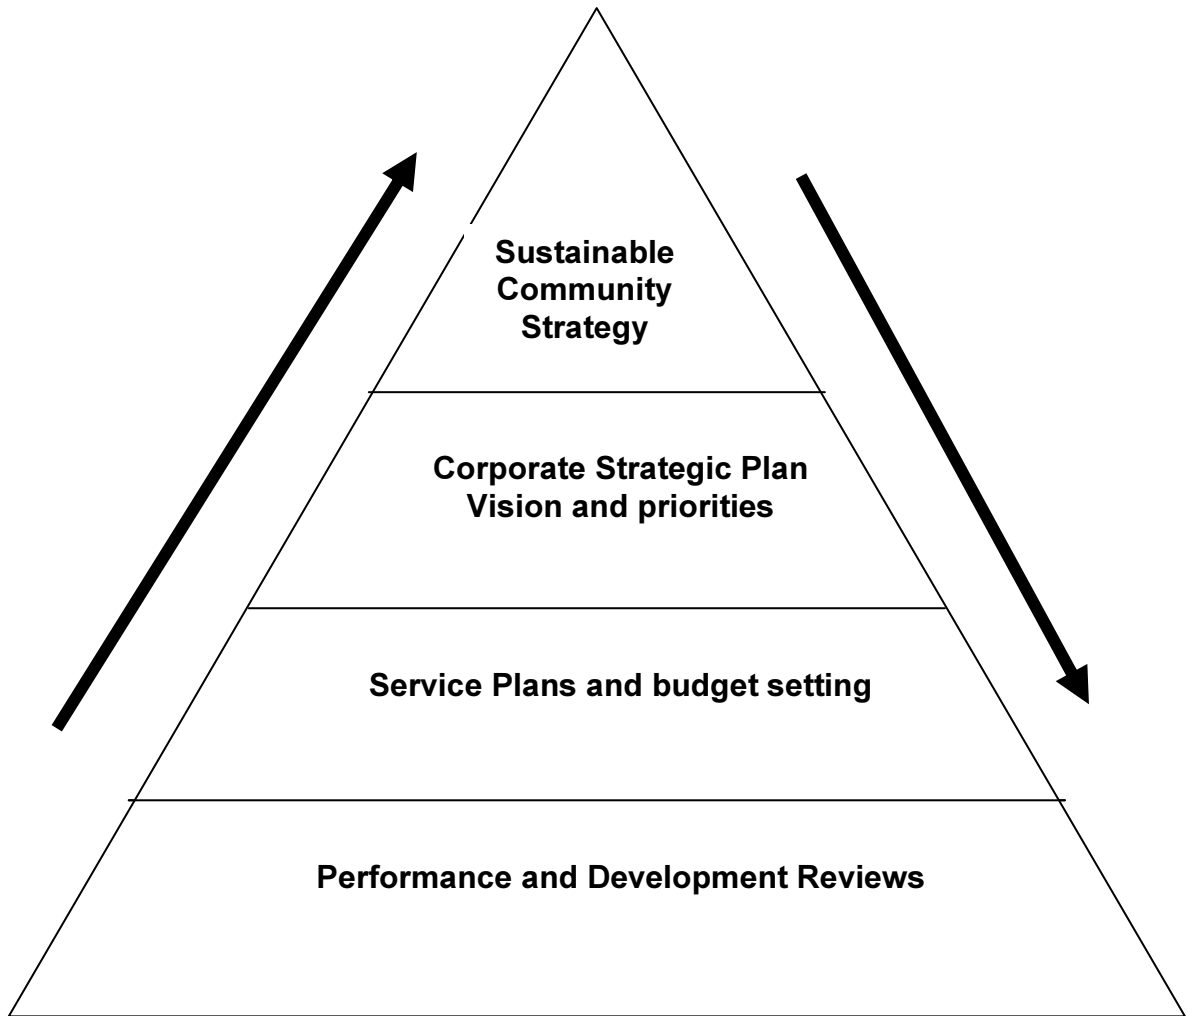 Sustainable
Community
Strategy
Corporate Strategic Plan
Vision and priorities
Service Plans and budget setting
Performance and Development Reviews